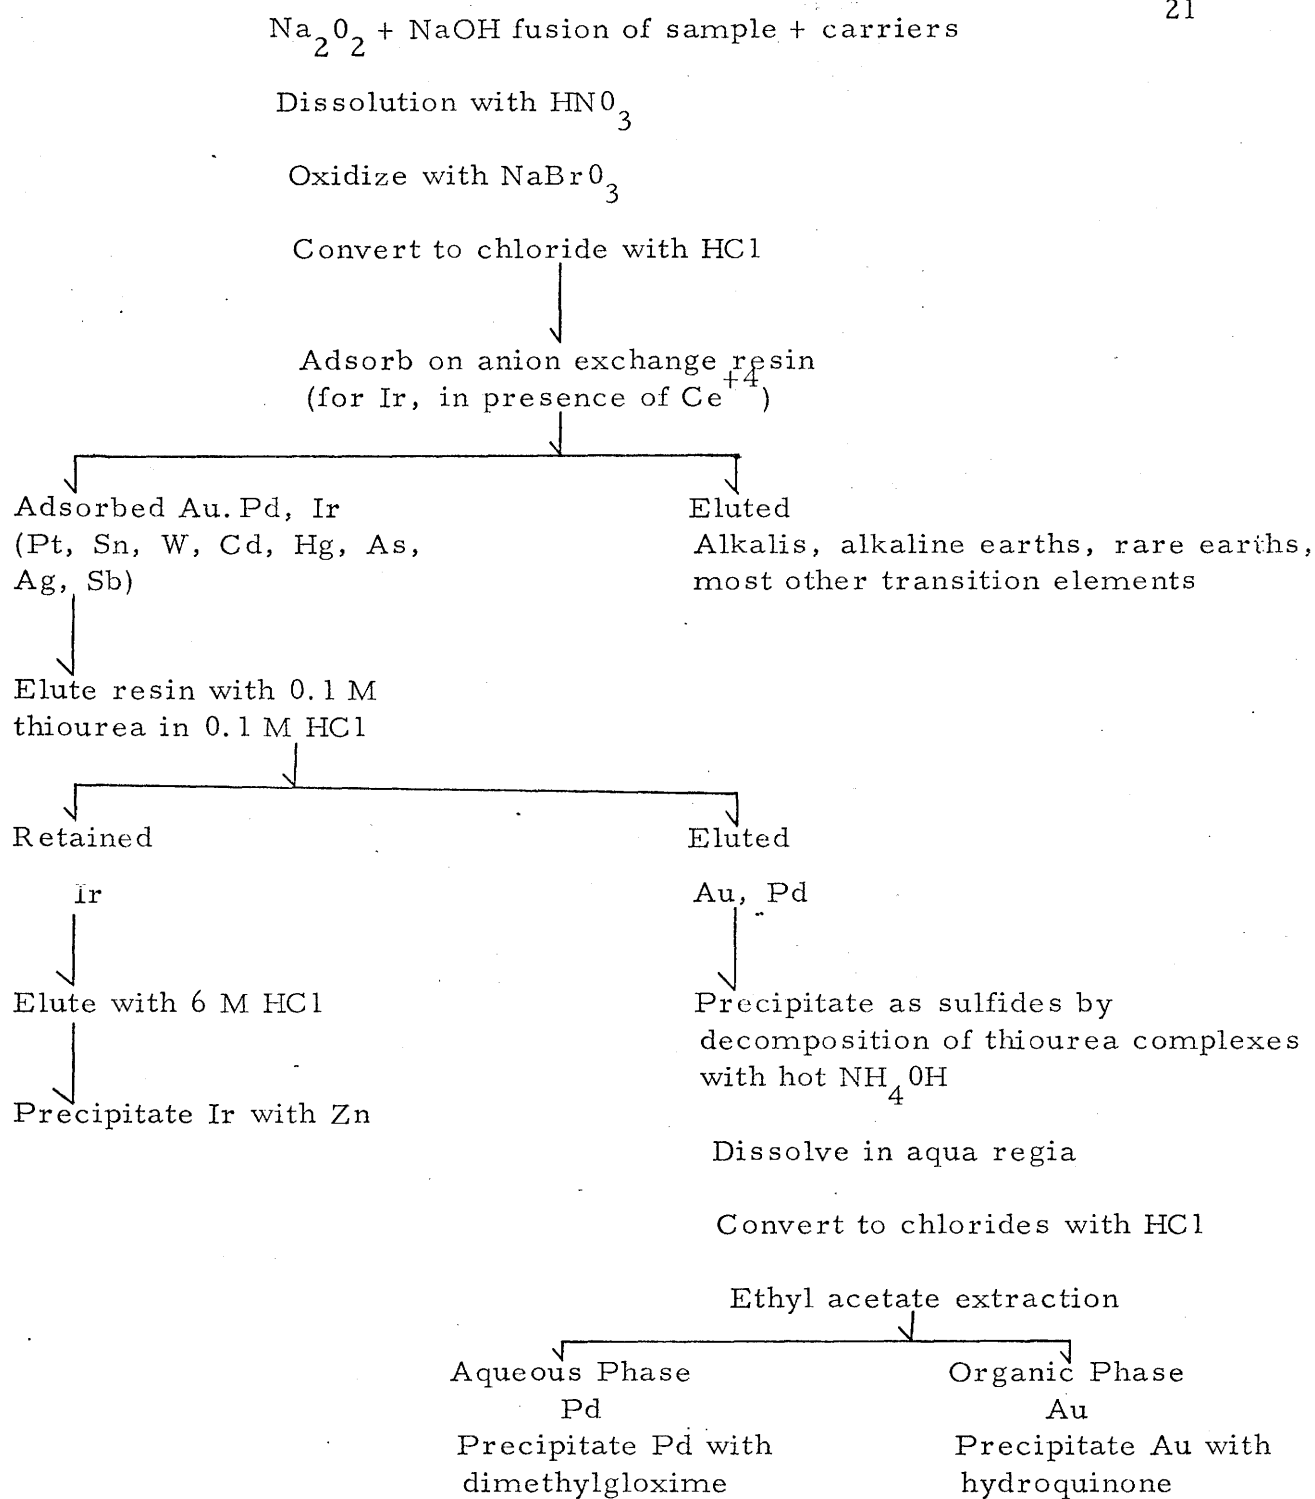 21
Na2O2 + NaOH fusion of sample + carriers
Dissolution with HNO3
Oxidize with NaBrO3
Convert to chloride with HCl
Adsorb on anion exchange resin
(for Ir, in presence of Ce+4)
Adsorbed Au. Pd, Ir
(Pt, Sn, W, Cd, Hg, As,
Ag, Sb)
Eluted
Alkalis, alkaline earths, rare earths,
most other transition elements
Elute resin with 0.1 M
thiourea in 0.1 M HCl
Retained
Ir
Eluted
Au, Pd
Elute with 6 M HCl
Precipitate Ir with Zn
Precipitate as sulfides by
decomposition of thiourea complexes
with hot NH4OH
Dissolve in aqua regia
Convert to chlorides with HCl
Ethyl acetate extraction
Aqueous Phase
Pd
Precipitate Pd with
dimethylgloxime
Organic Phase
Au
Precipitate Au with
hydroquinone